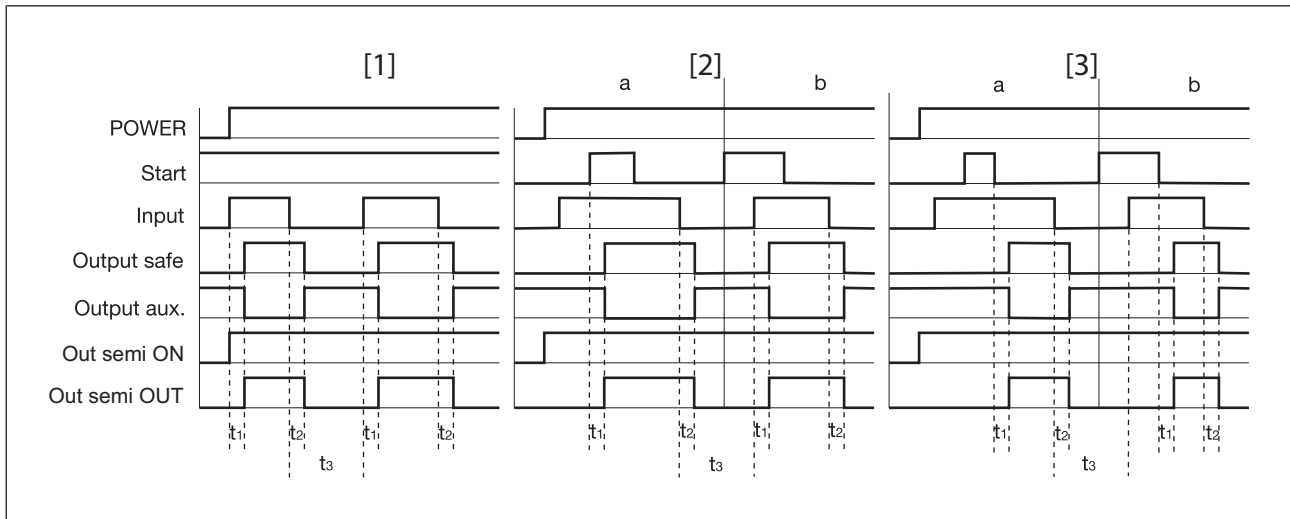 [1] [2] [3]
a b a b
POWER
Start
Input
Output safe
Output aux.
Out semi ON
Out semi OUT
t1 t2 t1 t2 t1 t2 t1 t2 t1 t2 t1 t2
t3 t3 t3